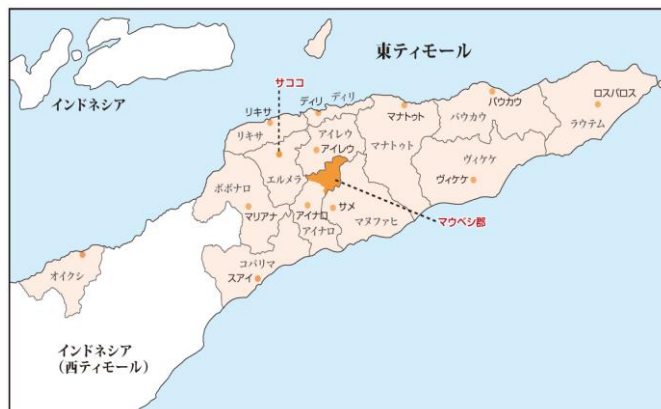 東ティモール
インドネシア
サココ
ロスパロス
バウカウ
ディリ
ディリ
リキサ
マナトゥト
バウカウ
ラウテム
リキサ
アイレウ
アイレウ
マナトゥト
ヴィケケ
エルメラ
ヴィケケ
ボボナロ
マリアナ
アイナロ
サメ
マウベシ郡
マヌファヒ
アイナロ
コバリマ
オイクシ
スアイ
インドネシア
(西ティモール)